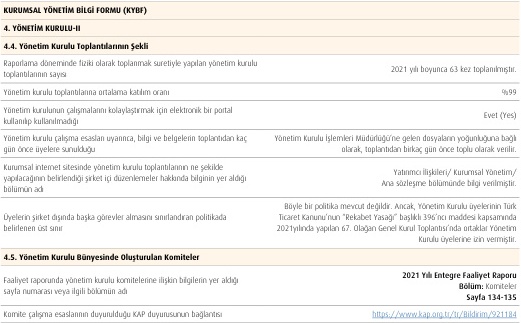 KURUMSAL YÖNETİM BİLGİ FORMU (KYBF)
4. YÖNETİM KURULU-II
4.4. Yönetim Kurulu Toplantılarının Şekli
Raporlama döneminde fiziki olarak toplanmak suretiyle yapılan yönetim kurulu
toplantılarının sayısı
2021 yılı boyunca 63 kez toplanılmıştır.
Yönetim kurulu toplantılarına ortalama katılım oranı
%99
Yönetim kurulunun çalışmalarını kolaylaştırmak için elektronik bir portal
kullanılıp kullanılmadığı
Evet (Yes)
Yönetim kurulu çalışma esasları uyarınca, bilgi ve belgelerin toplantıdan kaç
gün önce üyelere sunulduğu
Yönetim Kurulu İşlemleri Müdürlüğü'ne gelen dosyaların yoğunluğuna bağlı
olarak, toplantıdan birkaç gün önce toplu olarak verilir.
Kurumsal internet sitesinde yönetim kurulu toplantılarının ne şekilde
yapılacağının belirlendiği şirket içi düzenlemeler hakkında bilginin yer aldığı
bölümün adı
Yatırımcı İlişkileri/ Kurumsal Yönetim/
Ana sözleşme bölümünde bilgi verilmiştir.
Üyelerin şirket dışında başka görevler almasını sınırlandıran politikada
belirlenen üst sınır
Böyle bir politika mevcut değildir. Ancak, Yönetim Kurulu üyelerinin Türk
Ticaret Kanunu'nun "Rekabet Yasağı" başlıklı 396'ncı maddesi kapsamında
2021yılında yapılan 67. Olağan Genel Kurul Toplantısı'nda ortaklar Yönetim
Kurulu üyelerine izin vermiştir.
4.5. Yönetim Kurulu Bünyesinde Oluşturulan Komiteler
Faaliyet raporunda yönetim kurulu komitelerine ilişkin bilgilerin yer aldığı
sayfa numarası veya ilgili bölümün adı
2021 Yılı Entegre Faaliyet Raporu
Bölüm: Komiteler
Sayfa 134-135
Komite çalışma esaslarının duyurulduğu KAP duyurusunun bağlantısı
https://www.kap.org.tr/tr/Bildirim/921184